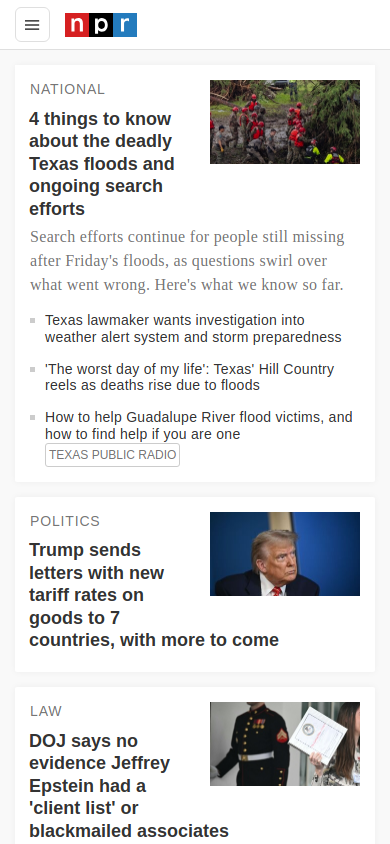 npr
NATIONAL
4 things to know
about the deadly
Texas floods and
ongoing search
efforts
Search efforts continue for people still missing
after Friday's floods, as questions swirl over
what went wrong. Here's what we know so far.
Texas lawmaker wants investigation into
weather alert system and storm preparedness
'The worst day of my life': Texas' Hill Country
reels as deaths rise due to floods
How to help Guadalupe River flood victims, and
how to find help if you are one
TEXAS PUBLIC RADIO
POLITICS
Trump sends
letters with new
tariff rates on
goods to 7
countries, with more to come
LAW
DOJ says no
evidence Jeffrey
Epstein had a
'client list' or
blackmailed associates